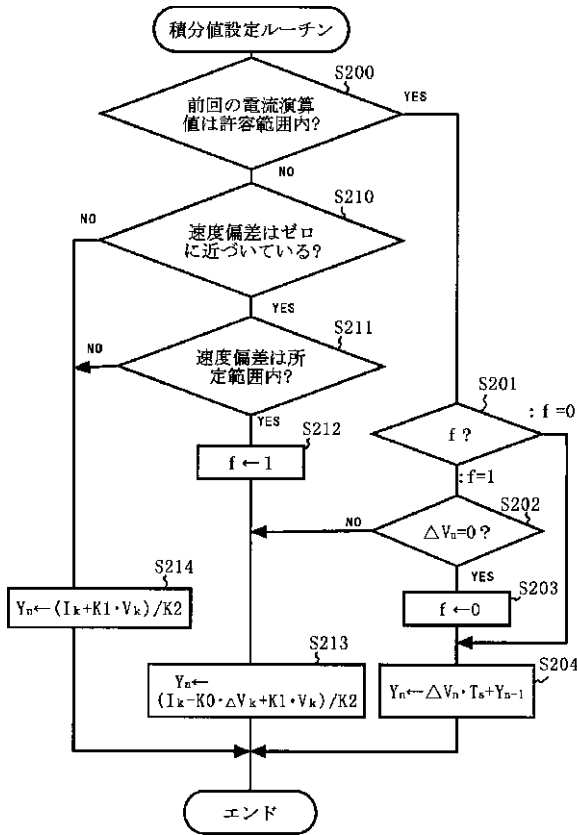 積分値設定ルーチン
S200
前回の電流演算
値は許容範囲内?
YES
NO
S210
NO
速度偏差はゼロ
に近づいている?
YES
S211
NO
速度偏差は所
定範囲内?
YES
S201
: f=0
f?
S212
f←1
:f=1
S202
NO
△Vn=0?
YES
S203
f←0
S214
Yn←(Ik+K1・Vk)/K2
S213
Yn←
(Ik-K0・△Vk+K1・Vk)/K2
S204
Yn←△Vn・Ts+Yn-1
エンド